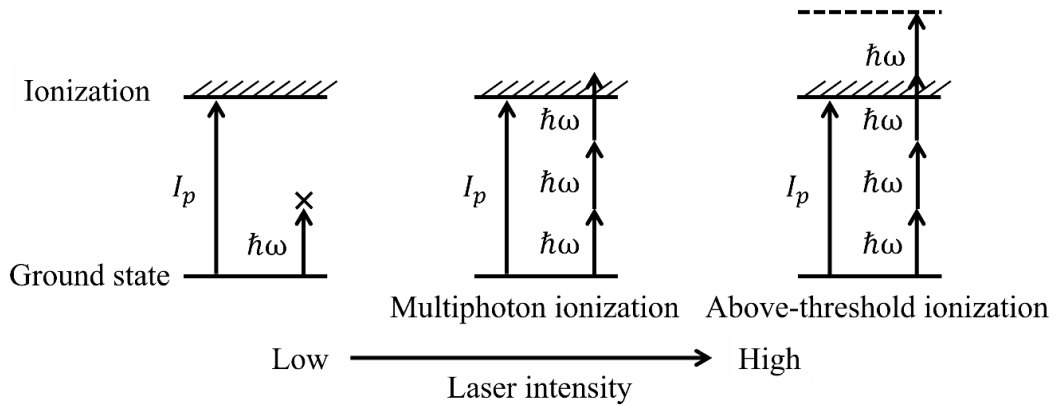 ħω
Ionization
ħω
ħω
I_p
ħω
I_p
ħω
I_p
ħω
ħω
ħω
Ground state
Multiphoton ionization
Above-threshold ionization
Low
High
Laser intensity